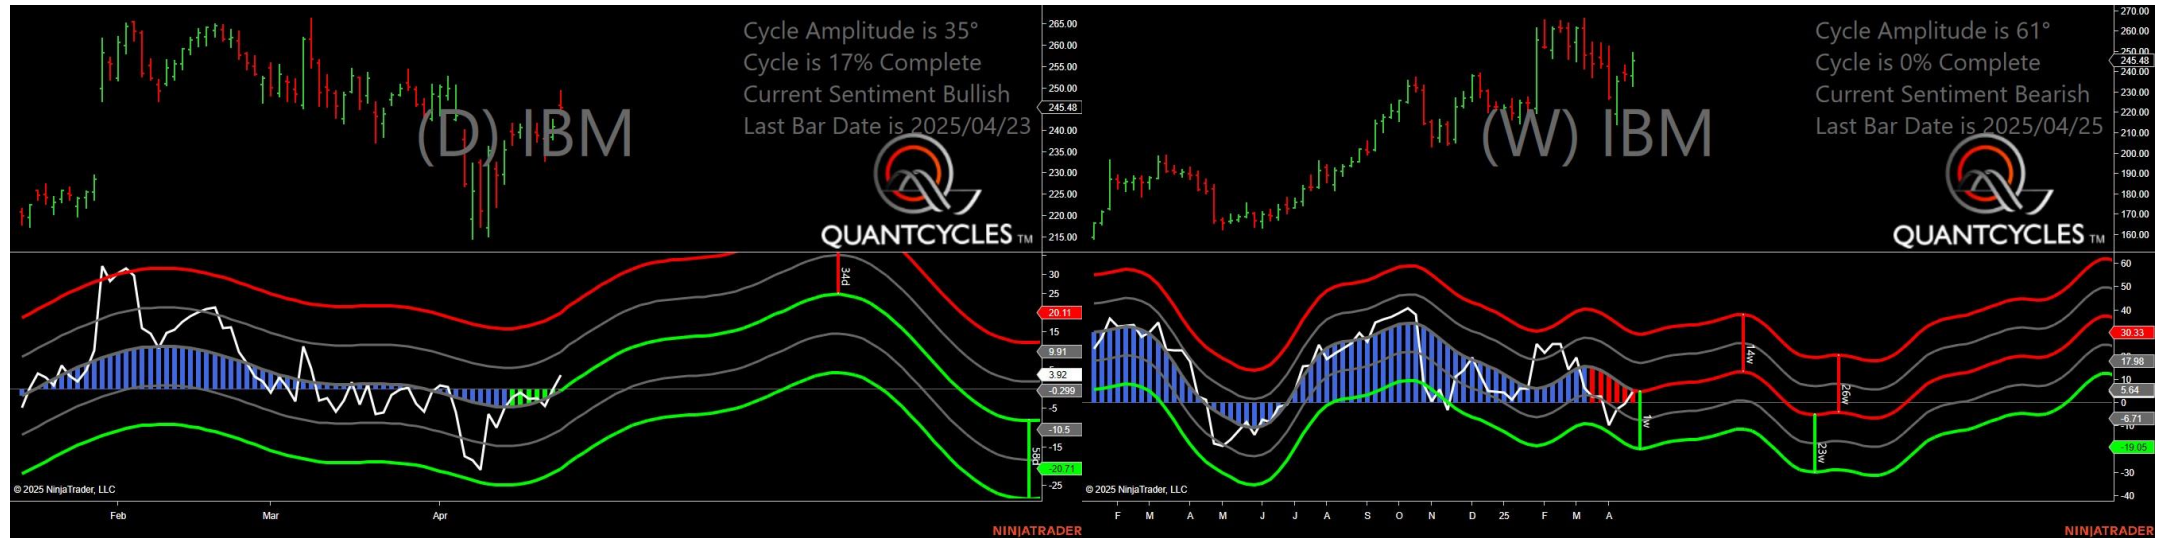 Cycle Amplitude is 35°
Cycle is 17% Complete
Current Sentiment Bullish
Last Bar Date is 2025/04/23
(D) IBM
QUANTCYCLES TM
265.00
260.00
255.00
250.00
245.48
240.00
235.00
230.00
225.00
220.00
215.00
34d
58d
30
25
20.11
15
9.91
3.92
-0.299
-5
-10.5
-15
-20.71
-25
© 2025 NinjaTrader, LLC
Feb
Mar
Apr
NINJATRADER
Cycle Amplitude is 61°
Cycle is 0% Complete
Current Sentiment Bearish
Last Bar Date is 2025/04/25
(W) IBM
QUANTCYCLES TM
270.00
260.00
250.00
245.48
240.00
230.00
220.00
210.00
200.00
190.00
180.00
170.00
160.00
1w
14w
23w
26w
60
50
40
30.33
17.98
10
5.64
0
-6.71
-10
-19.05
-30
-40
© 2025 NinjaTrader, LLC
F M A M J J A S O N D 25 F M A
NINJATRADER